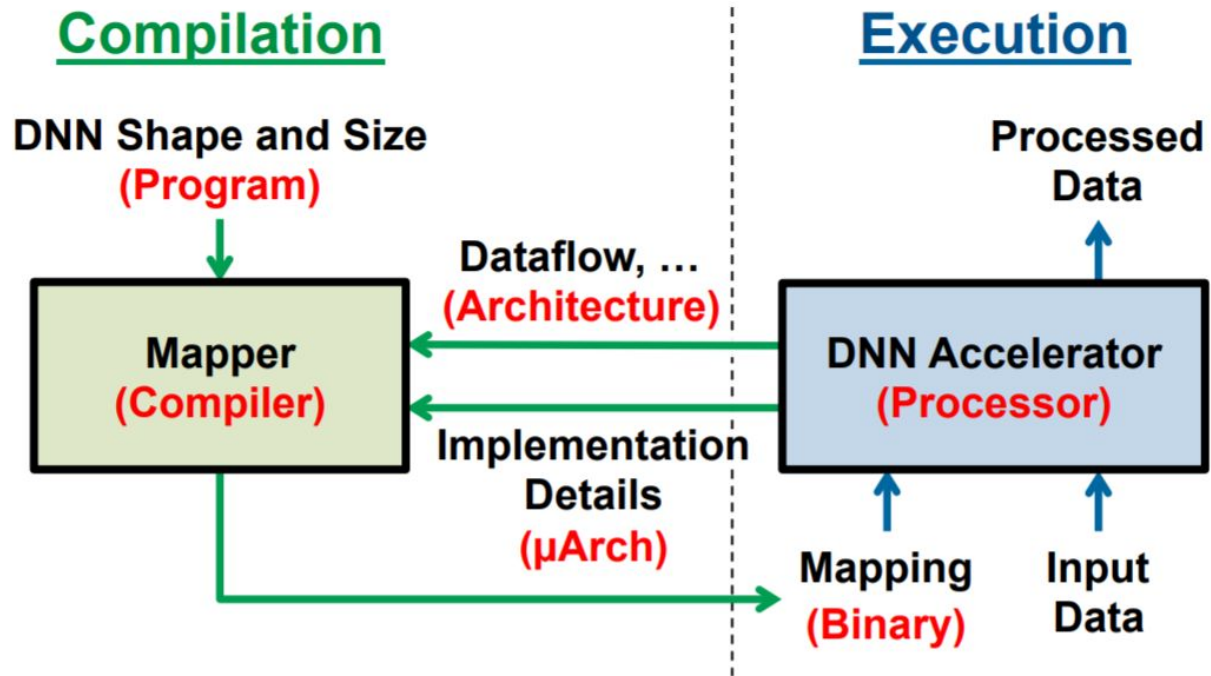 Compilation
Execution
DNN Shape and Size
(Program)
Processed
Data
Dataflow, …
(Architecture)
Mapper
(Compiler)
DNN Accelerator
(Processor)
Implementation
Details
(µArch)
Mapping
(Binary)
Input
Data